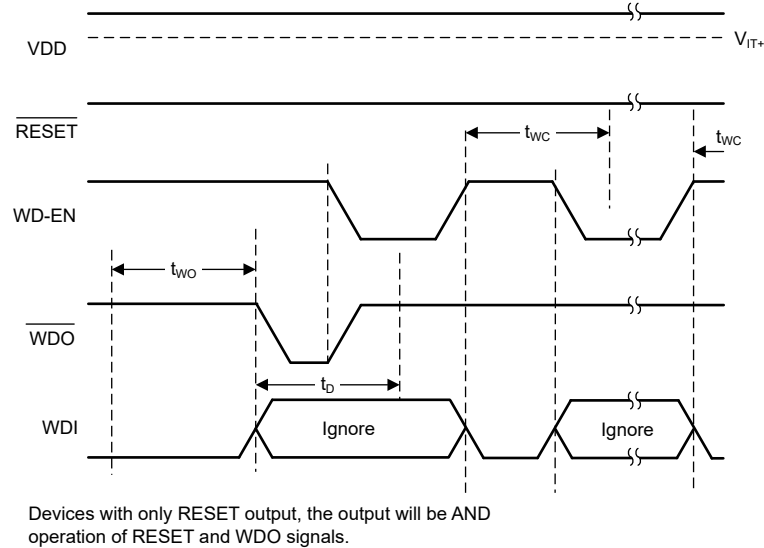 VDD
V_IT+
RESET
t_WC
t_WC
WD-EN
t_WO
WDO
t_D
WDI
Ignore
Ignore
Devices with only RESET output, the output will be AND
operation of RESET and WDO signals.